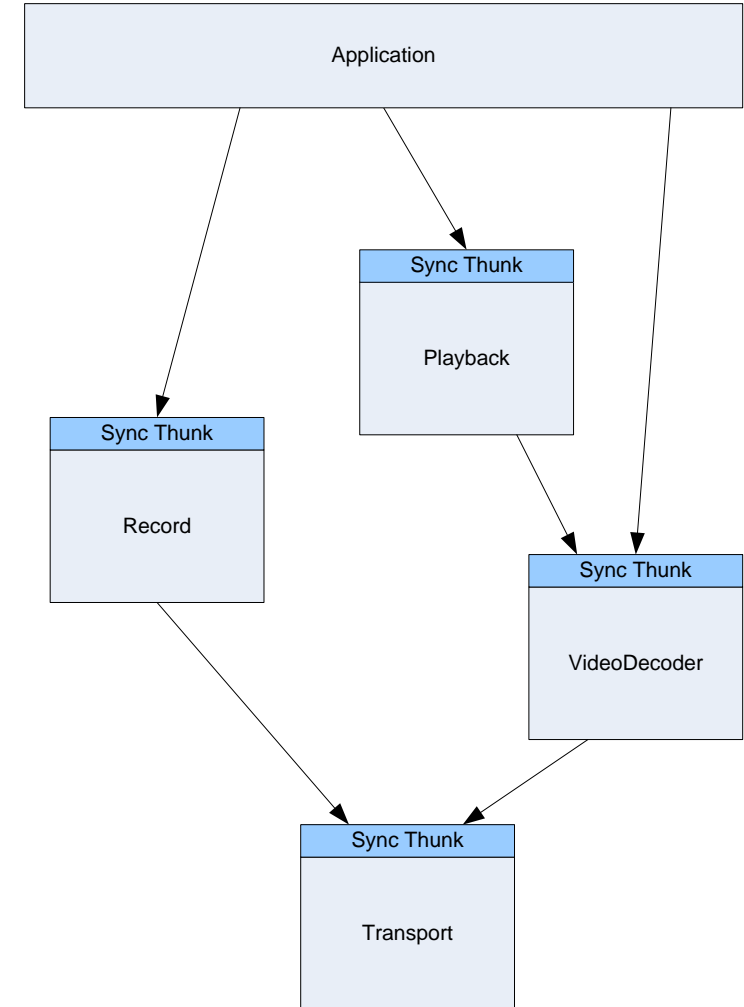 Application
Sync Thunk
Playback
Sync Thunk
Record
Sync Thunk
VideoDecoder
Sync Thunk
Transport